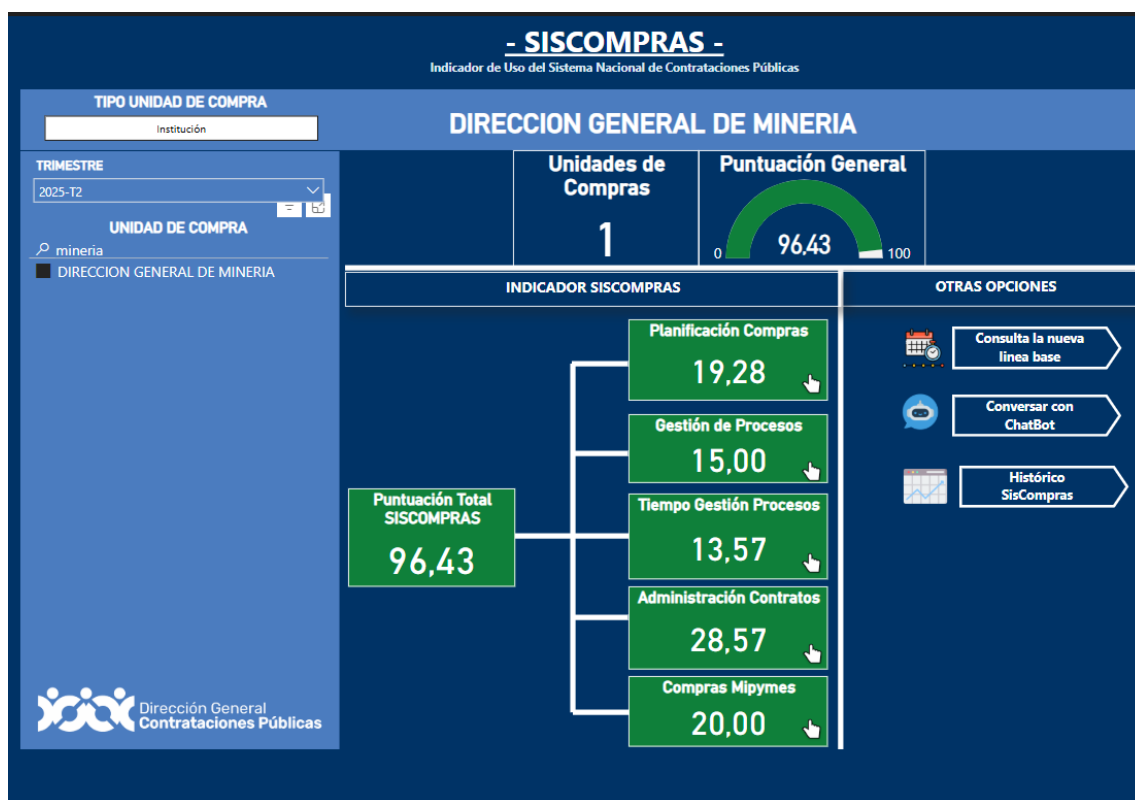 - SISCOMPRAS -
Indicador de Uso del Sistema Nacional de Contrataciones Públicas
TIPO UNIDAD DE COMPRA
Institución
DIRECCION GENERAL DE MINERIA
TRIMESTRE
2025-T2
UNIDAD DE COMPRA
mineria
DIRECCION GENERAL DE MINERIA
Unidades de
Compras
1
Puntuación General
96,43
0
100
INDICADOR SISCOMPRAS
OTRAS OPCIONES
Puntuación Total
SISCOMPRAS
96,43
Planificación Compras
19,28
Gestión de Procesos
15,00
Tiempo Gestión Procesos
13,57
Administración Contratos
28,57
Compras Mipymes
20,00
Consulta la nueva
linea base
Conversar con
ChatBot
Histórico
SisCompras
Dirección General
Contrataciones Públicas